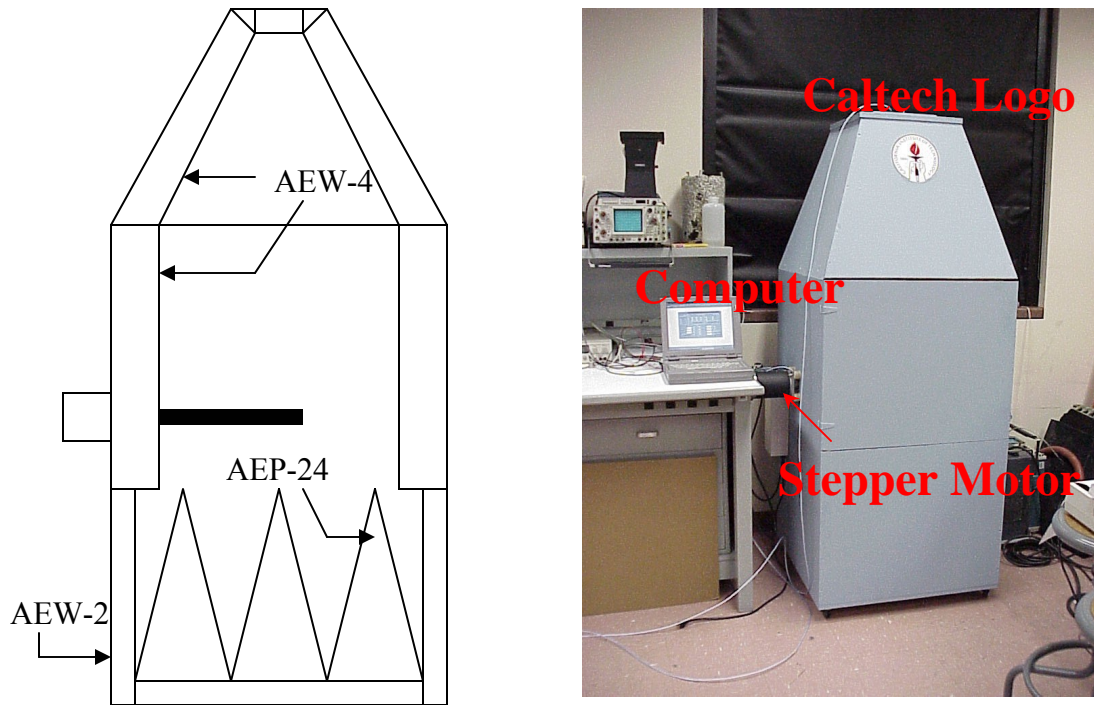 AEW-4
AEP-24
AEW-2
Caltech Logo
Computer
Stepper Motor